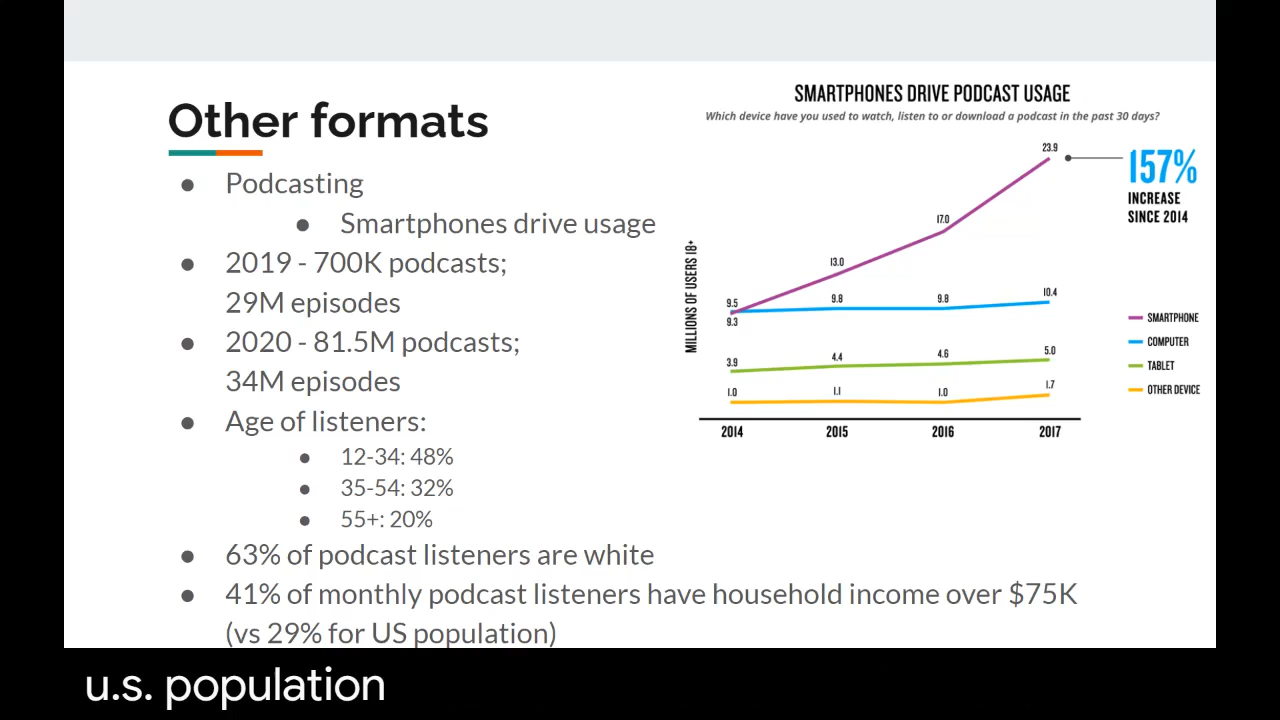 Other formats
● Podcasting
● Smartphones drive usage
● 2019 - 700K podcasts;
29M episodes
● 2020 - 81.5M podcasts;
34M episodes
● Age of listeners:
● 12-34: 48%
● 35-54: 32%
● 55+: 20%
● 63% of podcast listeners are white
● 41% of monthly podcast listeners have household income over $75K
(vs 29% for US population)
SMARTPHONES DRIVE PODCAST USAGE
Which device have you used to watch, listen to or download a podcast in the past 30 days?
MILLIONS OF USERS 18+
9.5 13.0 17.0 23.9
9.3 9.8 9.8 10.4
3.9 4.4 4.6 5.0
1.0 1.1 1.0 1.7
2014 2015 2016 2017
157%
INCREASE
SINCE 2014
SMARTPHONE
COMPUTER
TABLET
OTHER DEVICE
u.s. population